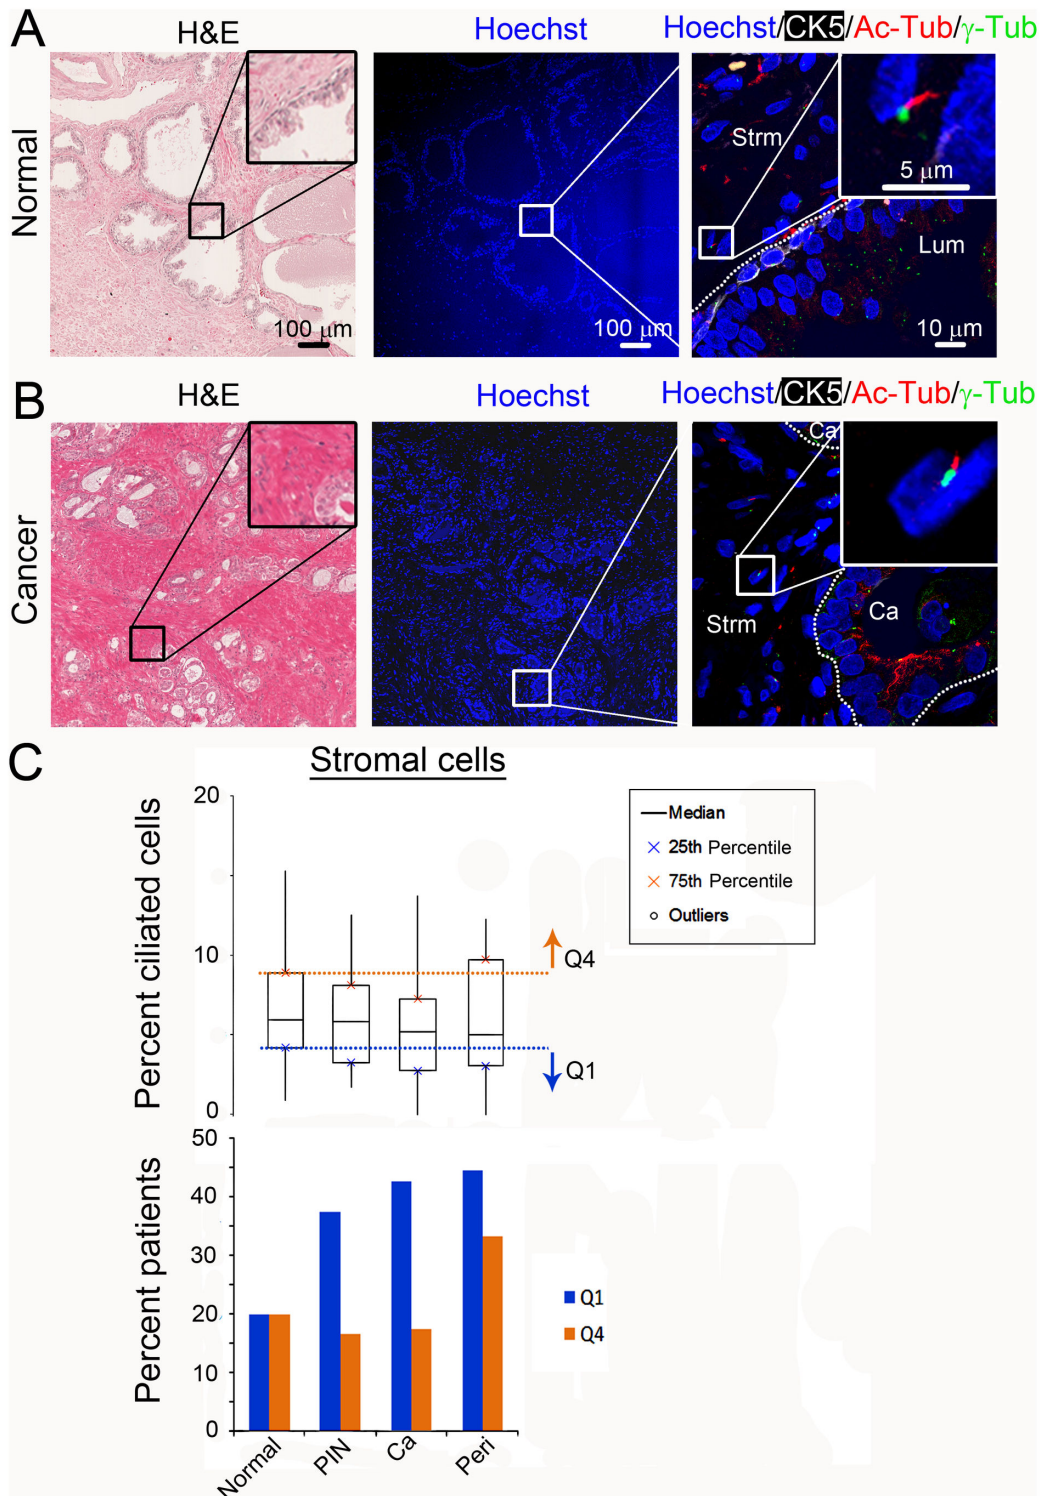 A
H&E
Hoechst
Hoechst/CK5/Ac-Tub/γ-Tub
Normal
100 μm
100 μm
Strm
5 μm
Lum
10 μm
B
H&E
Hoechst
Hoechst/CK5/Ac-Tub/γ-Tub
Cancer
Ca
Ca
Strm
C
Stromal cells
Percent ciliated cells
20
10
0
Q4
Q1
Median
25th Percentile
75th Percentile
Outliers
Percent patients
50
40
30
20
10
0
Q1
Q4
Normal
PIN
Ca
Peri